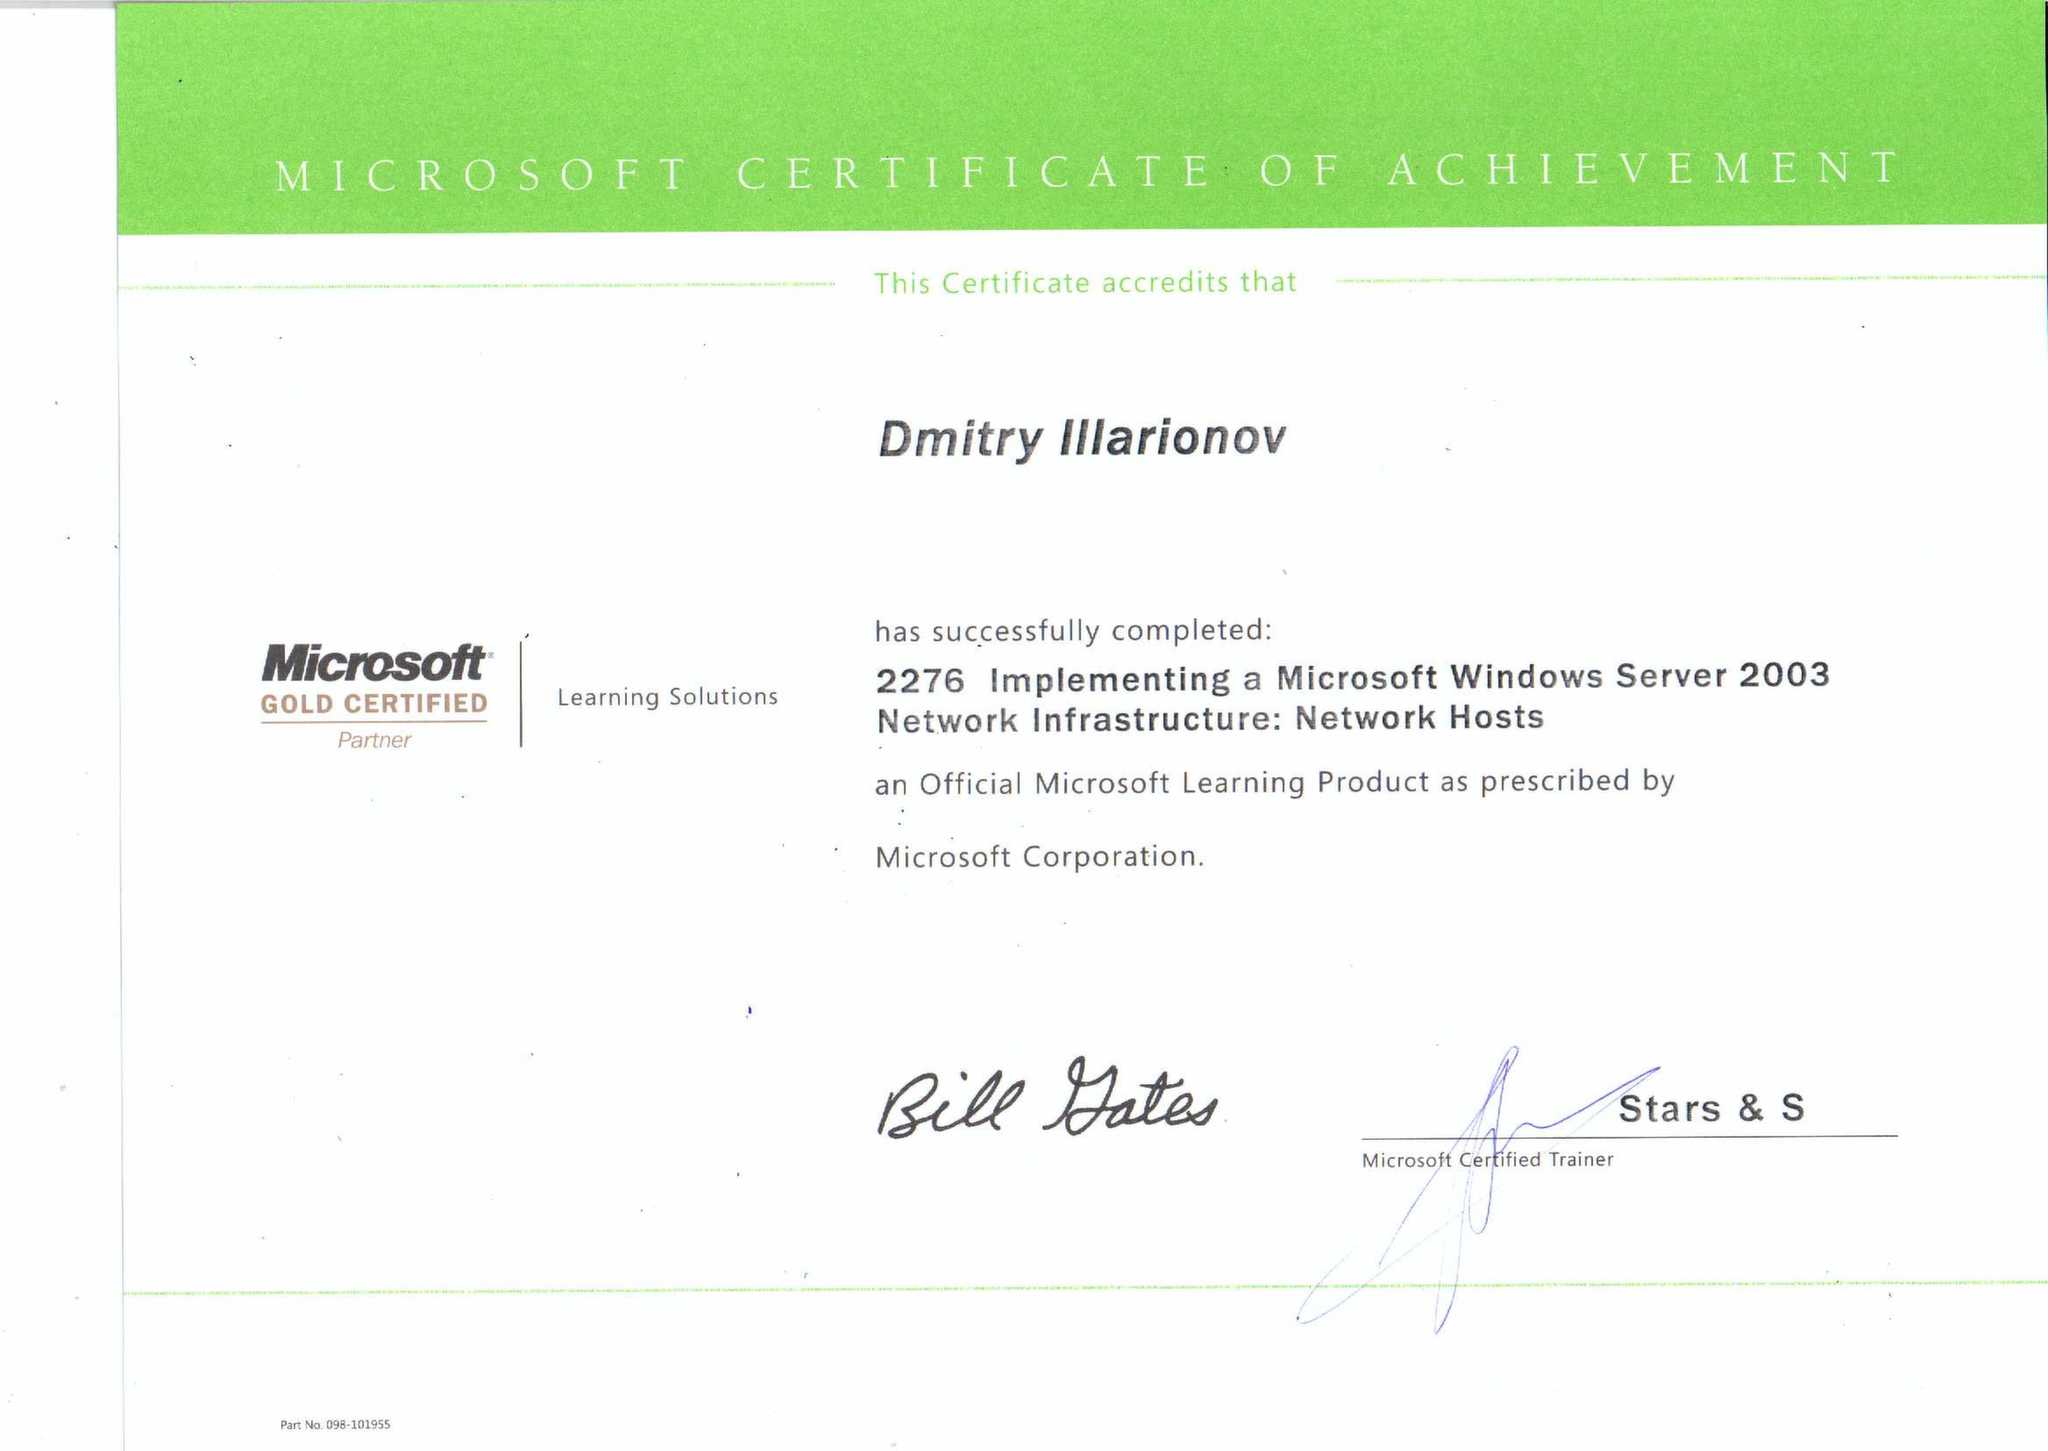 MICROSOFT CERTIFICATE OF ACHIEVEMENT
This Certificate accredits that
Dmitry Illarionov
Microsoft®
GOLD CERTIFIED
Partner
Learning Solutions
has successfully completed:
2276 Implementing a Microsoft Windows Server 2003
Network Infrastructure: Network Hosts
an Official Microsoft Learning Product as prescribed by
Microsoft Corporation.
Bill Gates
Stars & S
Microsoft Certified Trainer
Part No. 098-101955